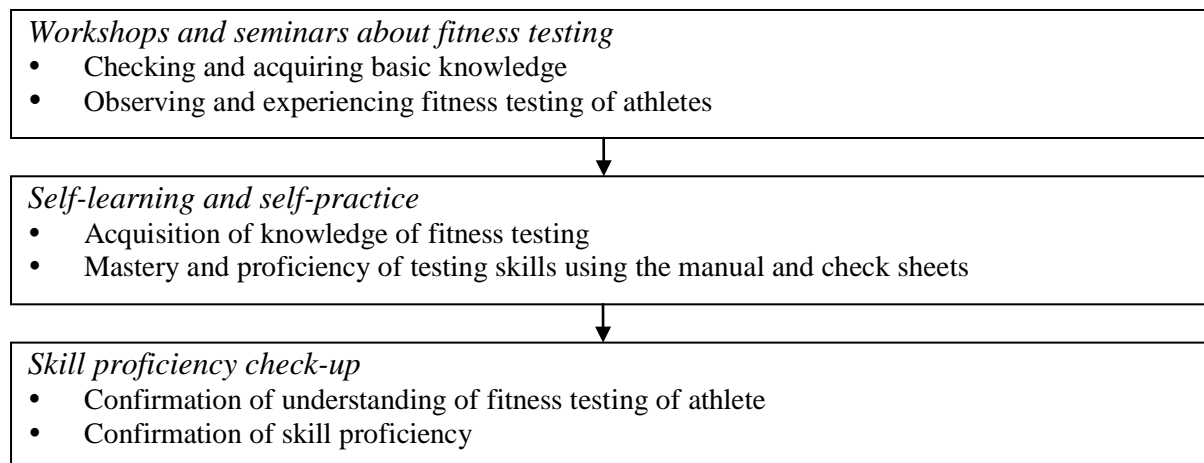 Workshops and seminars about fitness testing
• Checking and acquiring basic knowledge
• Observing and experiencing fitness testing of athletes
Self-learning and self-practice
• Acquisition of knowledge of fitness testing
• Mastery and proficiency of testing skills using the manual and check sheets
Skill proficiency check-up
• Confirmation of understanding of fitness testing of athlete
• Confirmation of skill proficiency